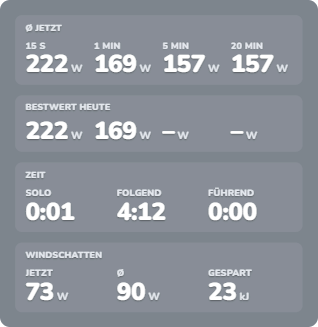 Ø JETZT
15 S 1 MIN 5 MIN 20 MIN
222 W 169 W 157 W 157 W
BESTWERT HEUTE
222 W 169 W – W – W
ZEIT
SOLO FOLGEND FÜHREND
0:01 4:12 0:00
WINDSCHATTEN
JETZT Ø GESPART
73 W 90 W 23 kJ